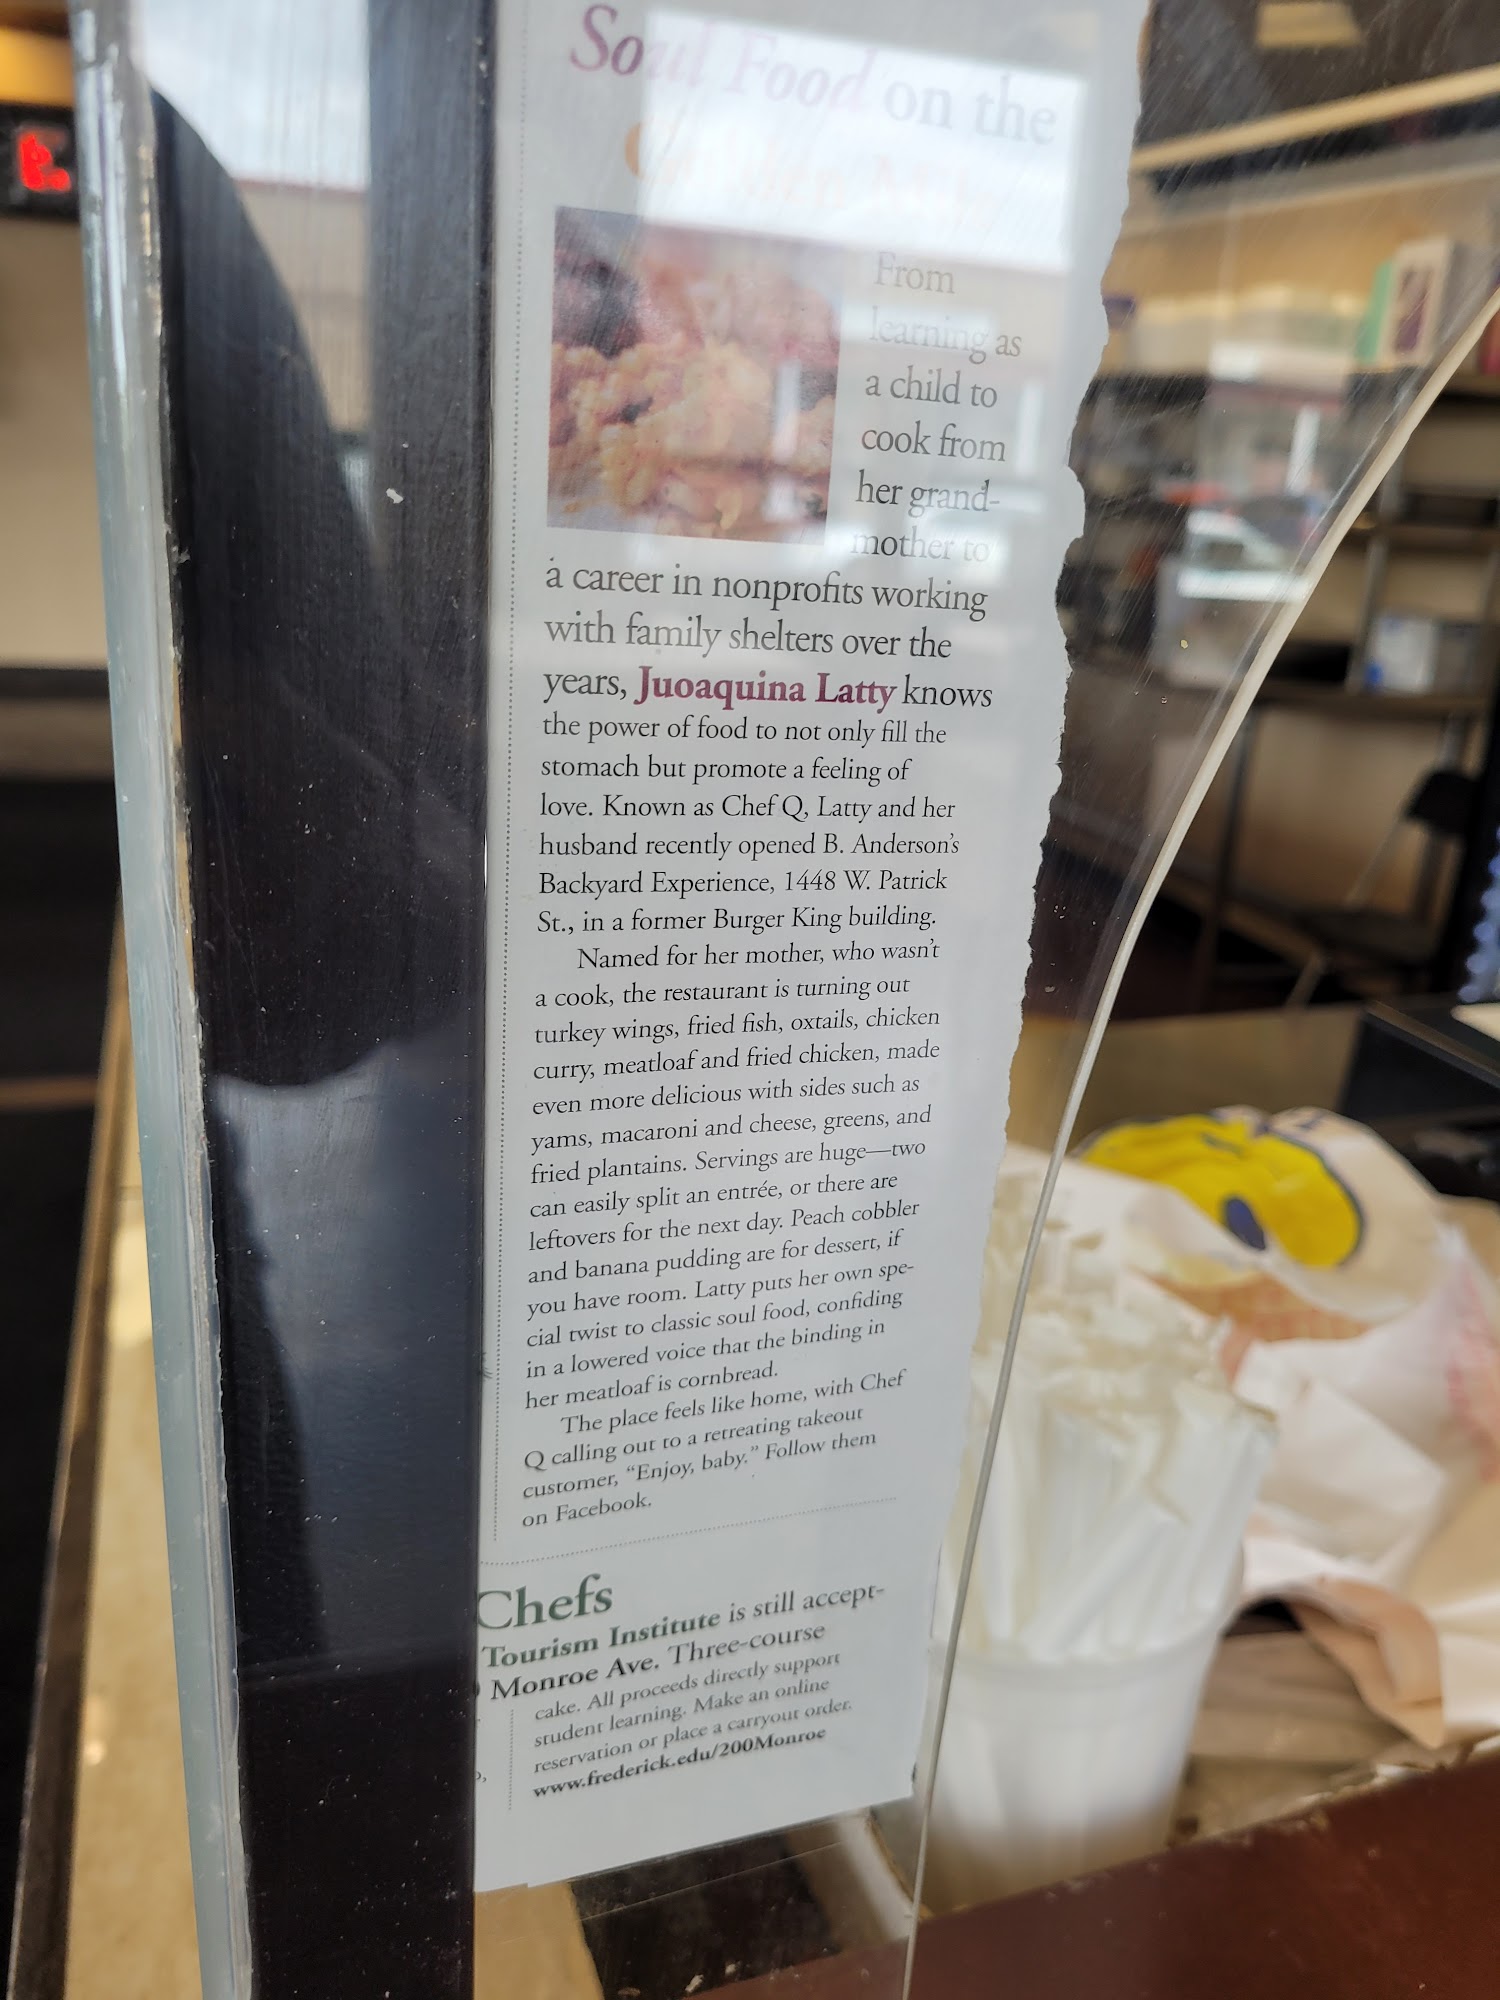 Soul Food on the
Golden Mile
From
learning as
a child to
cook from
her grand-
mother to
a career in nonprofits working
with family shelters over the
years, Juoaquina Latty knows
the power of food to not only fill the
stomach but promote a feeling of
love. Known as Chef Q, Latty and her
husband recently opened B. Anderson's
Backyard Experience, 1448 W. Patrick
St., in a former Burger King building.
Named for her mother, who wasn't
a cook, the restaurant is turning out
turkey wings, fried fish, oxtails, chicken
curry, meatloaf and fried chicken, made
even more delicious with sides such as
yams, macaroni and cheese, greens, and
fried plantains. Servings are huge—two
can easily split an entrée, or there are
leftovers for the next day. Peach cobbler
and banana pudding are for dessert, if
you have room. Latty puts her own spe-
cial twist to classic soul food, confiding
in a lowered voice that the binding in
her meatloaf is cornbread.
The place feels like home, with Chef
Q calling out to a retreating takeout
customer, “Enjoy, baby.” Follow them
on Facebook.
Chefs
Tourism Institute is still accept-
Monroe Ave. Three-course
cake. All proceeds directly support
student learning. Make an online
reservation or place a carryout order.
www.frederick.edu/200Monroe